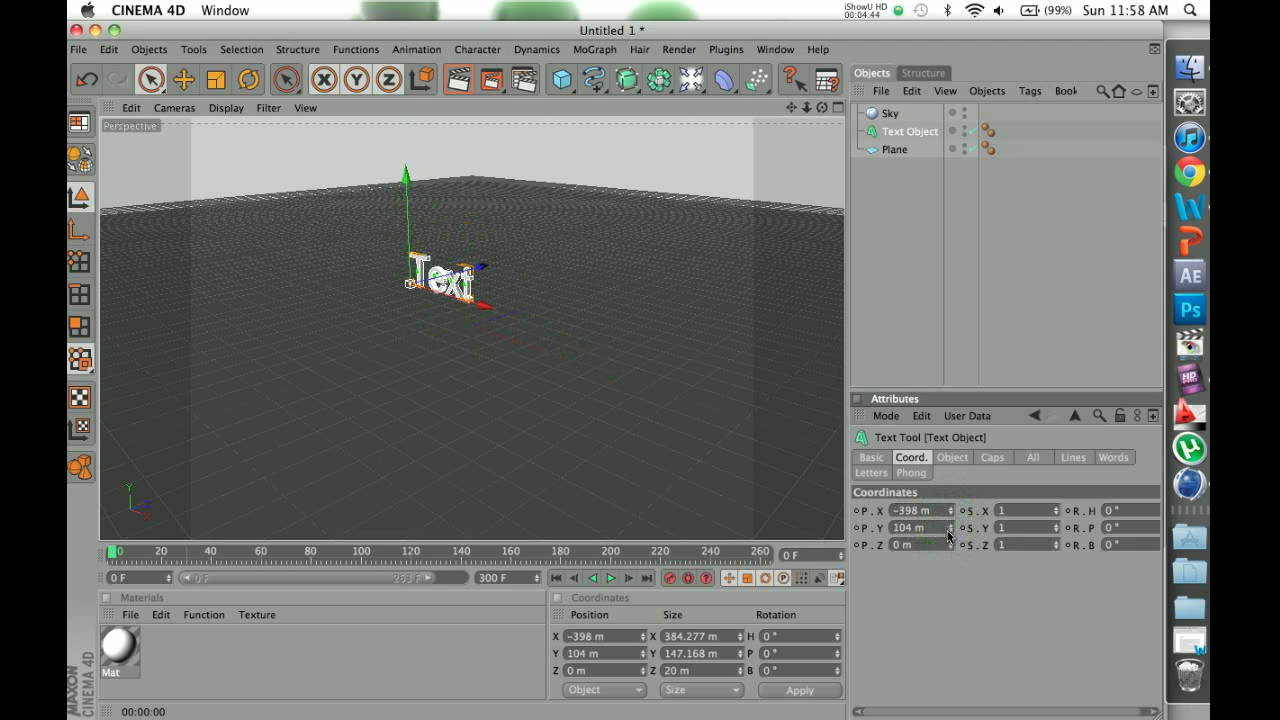 CINEMA 4D Window
iShowU HD
00:04:44
(99%) Sun 11:58 AM
Untitled 1 *
File Edit Objects Tools Selection Structure Functions Animation Character Dynamics MoGraph Hair Render Plugins Window Help
X Y Z
Objects Structure
File Edit View Objects Tags Book
Edit Cameras Display Filter View
Perspective
Sky
Text Object
Plane
Text
Y
X
W
AE
Ps
HP
Attributes
Mode Edit User Data
Text Tool [Text Object]
Basic Coord. Object Caps All Lines Words
Letters Phong
Coordinates
P . X -398 m S . X 1 R . H 0 °
P . Y 104 m S . Y 1 R . P 0 °
P . Z 0 m S . Z 1 R . B 0 °
0 20 40 60 80 100 120 140 160 180 200 220 240 260 0 F
0 F 0 F 263 F 300 F
Materials
File Edit Function Texture
Mat
Coordinates
Position Size Rotation
X -398 m X 384.277 m H 0 °
Y 104 m Y 147.168 m P 0 °
Z 0 m Z 20 m B 0 °
Object Size Apply
MAXON
CINEMA 4D
00:00:00